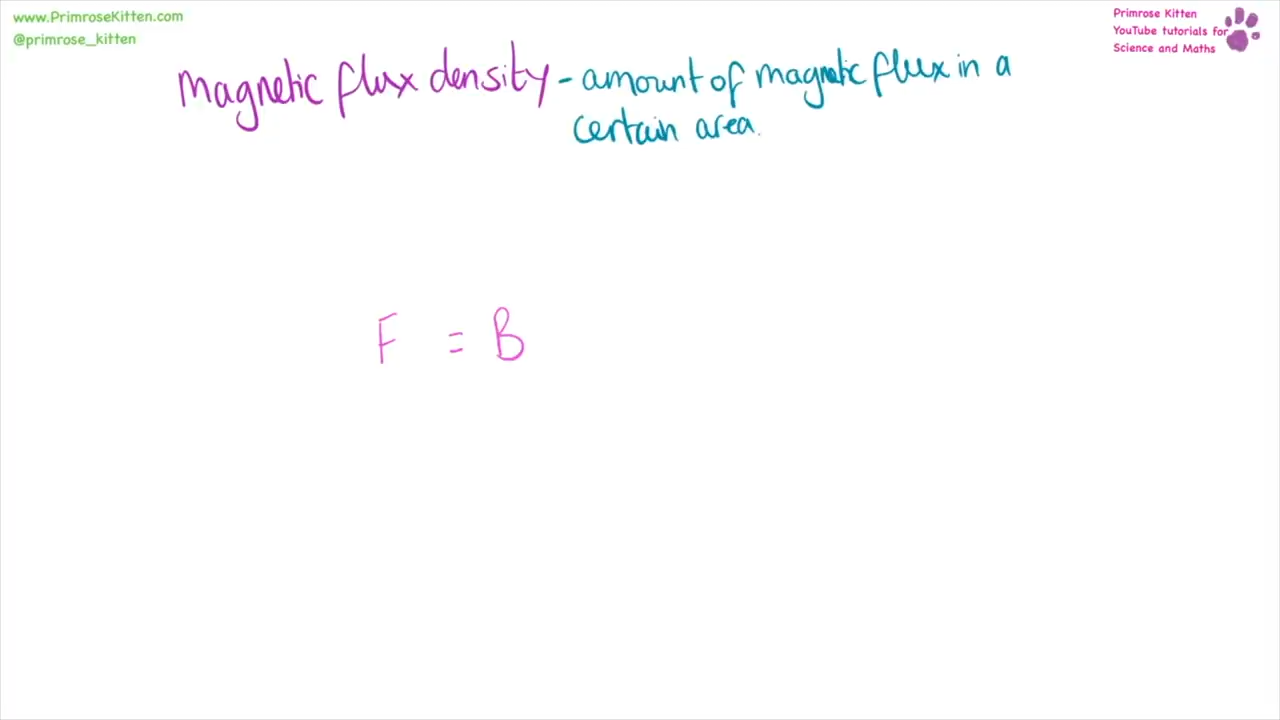 www.PrimroseKitten.com
@primrose_kitten
Primrose Kitten
YouTube tutorials for
Science and Maths
Magnetic flux density - amount of magnetic flux in a
certain area.
F = B